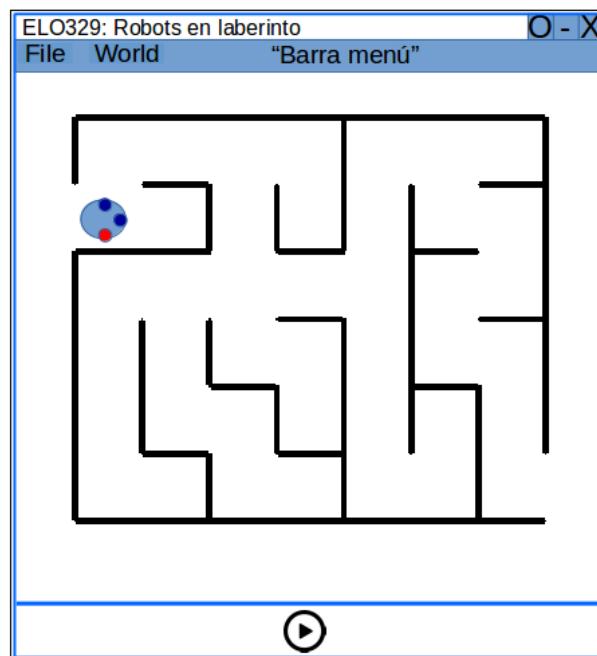 ELO329: Robots en laberinto O - X
File World “Barra menú”